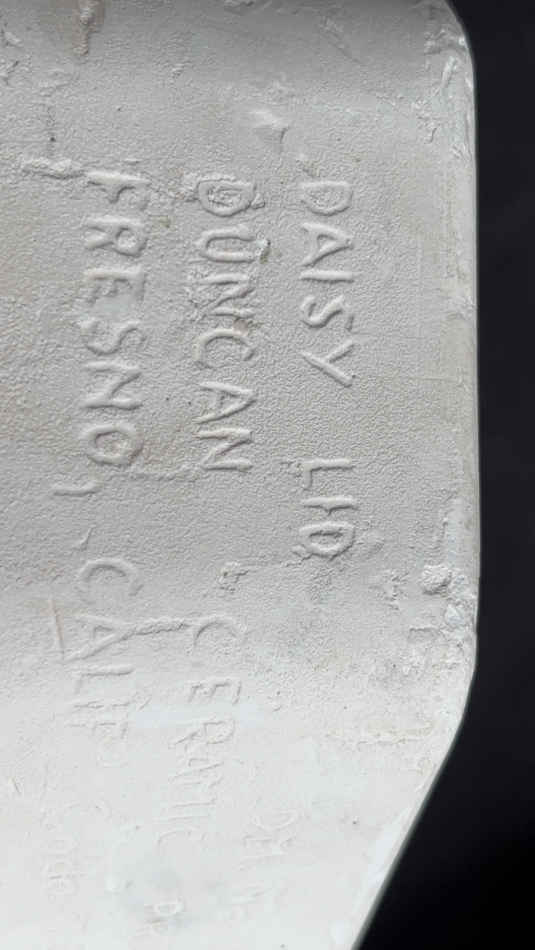 DAISY LID
DUNCAN CERAMIC
FRESNO, CALIF